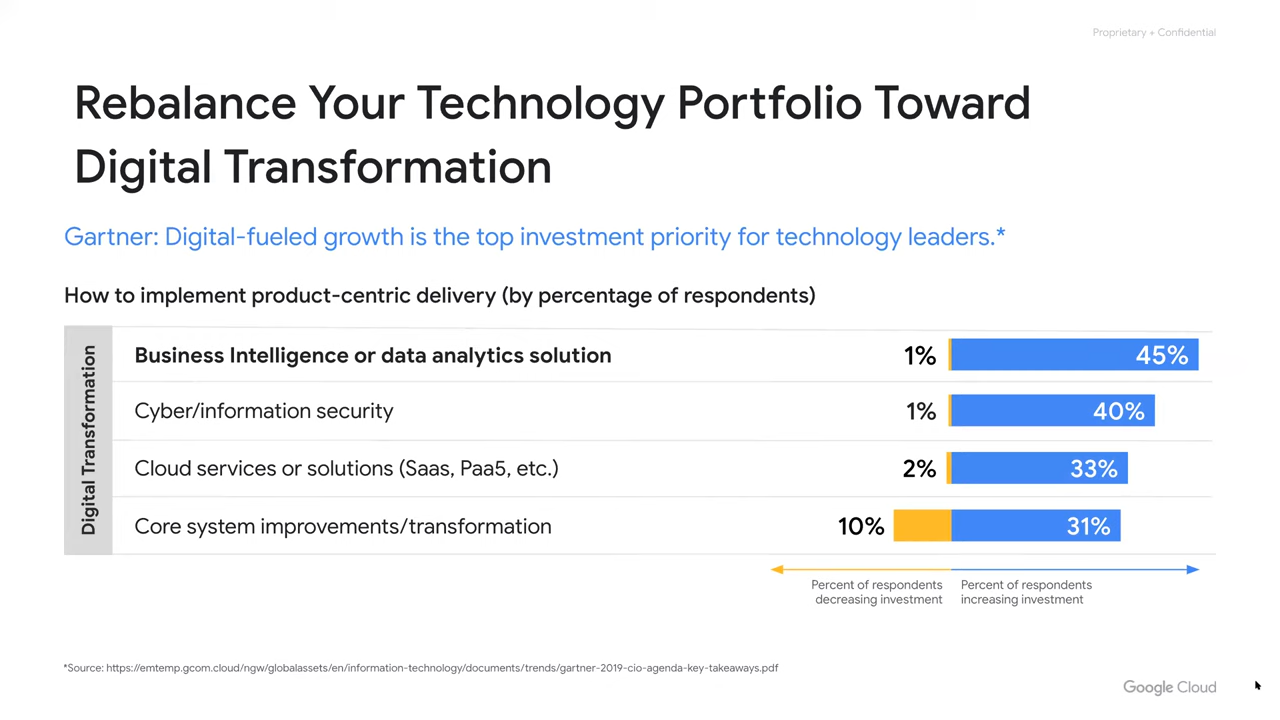 Proprietary + Confidential
Rebalance Your Technology Portfolio Toward
Digital Transformation
Gartner: Digital-fueled growth is the top investment priority for technology leaders.*
How to implement product-centric delivery (by percentage of respondents)
Digital Transformation
Business Intelligence or data analytics solution 1% 45%
Cyber/information security 1% 40%
Cloud services or solutions (Saas, Paa5, etc.) 2% 33%
Core system improvements/transformation 10% 31%
Percent of respondents
decreasing investment
Percent of respondents
increasing investment
*Source: https://emtemp.gcom.cloud/ngw/globalassets/en/information-technology/documents/trends/gartner-2019-cio-agenda-key-takeaways.pdf
Google Cloud